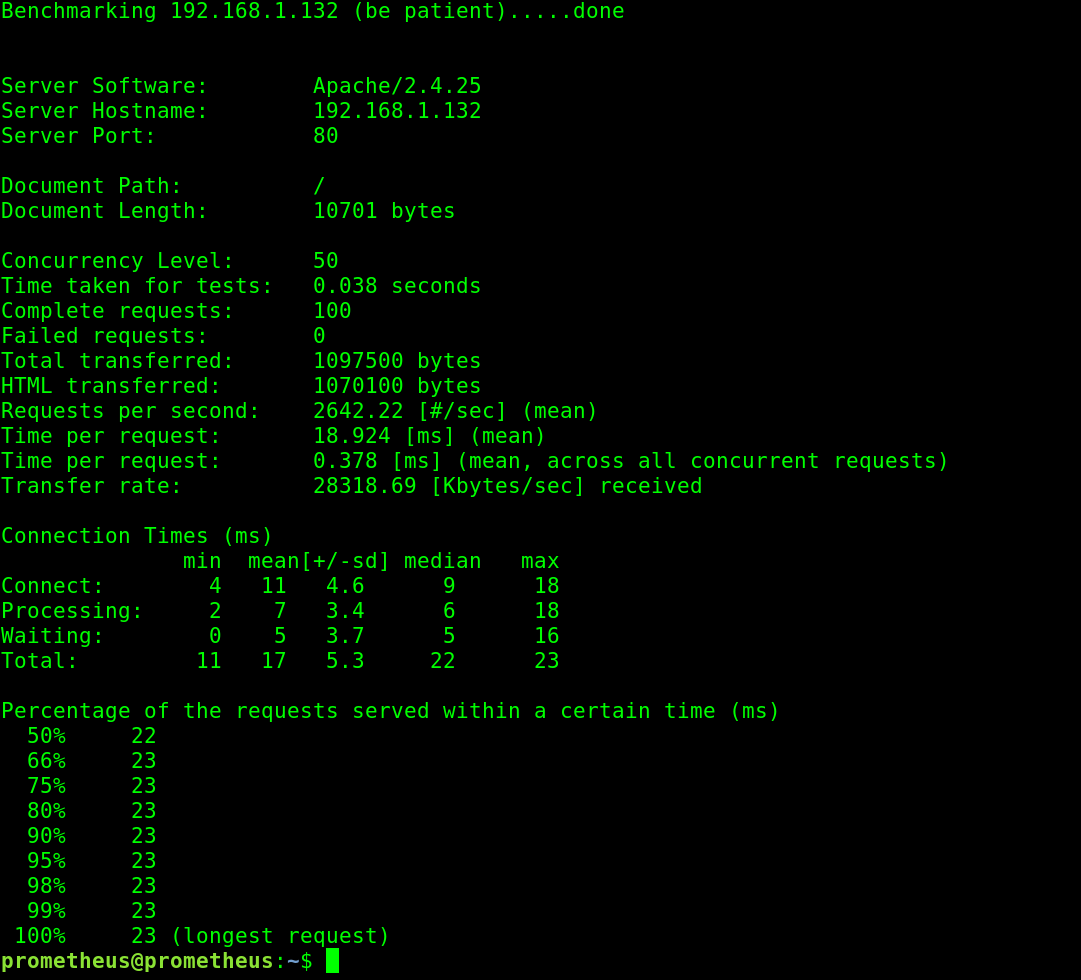 Benchmarking 192.168.1.132 (be patient).....done
Server Software:        Apache/2.4.25
Server Hostname:        192.168.1.132
Server Port:            80
Document Path:          /
Document Length:        10701 bytes
Concurrency Level:      50
Time taken for tests:   0.038 seconds
Complete requests:      100
Failed requests:        0
Total transferred:      1097500 bytes
HTML transferred:       1070100 bytes
Requests per second:    2642.22 [#/sec] (mean)
Time per request:       18.924 [ms] (mean)
Time per request:       0.378 [ms] (mean, across all concurrent requests)
Transfer rate:          28318.69 [Kbytes/sec] received
Connection Times (ms)
              min  mean[+/-sd] median   max
Connect:        4   11   4.6      9      18
Processing:     2    7   3.4      6      18
Waiting:        0    5   3.7      5      16
Total:         11   17   5.3     22      23
Percentage of the requests served within a certain time (ms)
  50%     22
  66%     23
  75%     23
  80%     23
  90%     23
  95%     23
  98%     23
  99%     23
 100%     23 (longest request)
prometheus@prometheus:~$